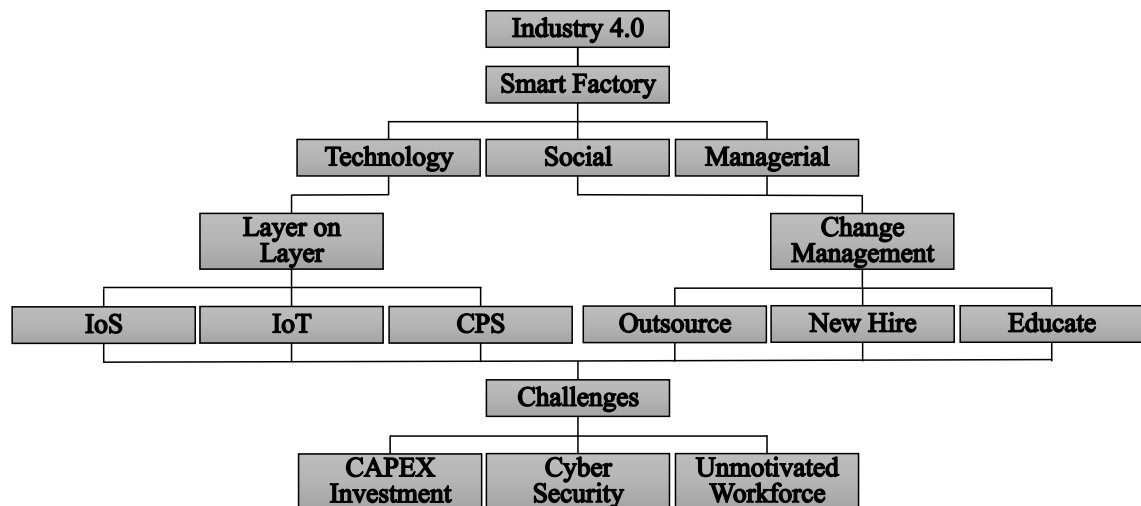 Industry 4.0
Smart Factory
Technology
Social
Managerial
Layer on
Layer
Change
Management
IoS
IoT
CPS
Outsource
New Hire
Educate
Challenges
CAPEX
Investment
Cyber
Security
Unmotivated
Workforce